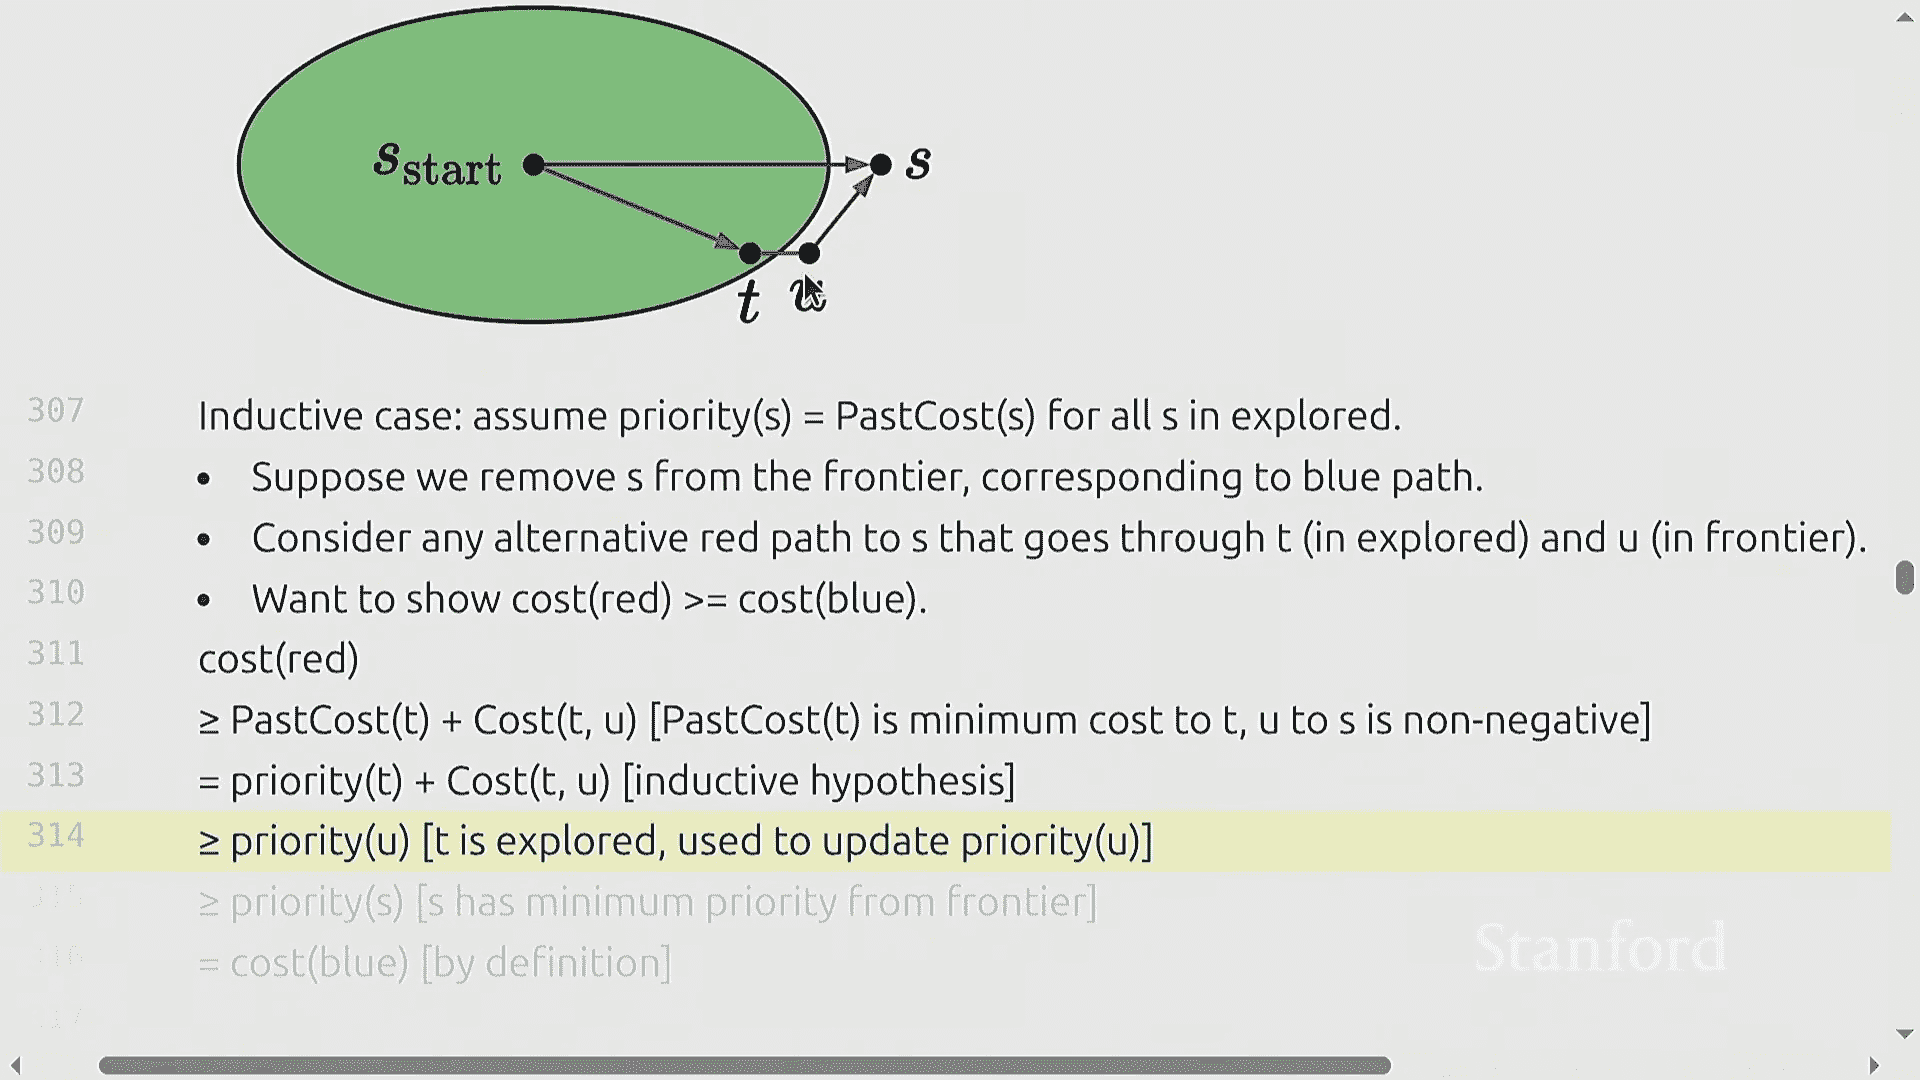 s_start
s
t u
307 Inductive case: assume priority(s) = PastCost(s) for all s in explored.
308 • Suppose we remove s from the frontier, corresponding to blue path.
309 • Consider any alternative red path to s that goes through t (in explored) and u (in frontier).
310 • Want to show cost(red) >= cost(blue).
311 cost(red)
312 ≥ PastCost(t) + Cost(t, u) [PastCost(t) is minimum cost to t, u to s is non-negative]
313 = priority(t) + Cost(t, u) [inductive hypothesis]
314 ≥ priority(u) [t is explored, used to update priority(u)]
315 ≥ priority(s) [s has minimum priority from frontier]
316 = cost(blue) [by definition]
317
Stanford